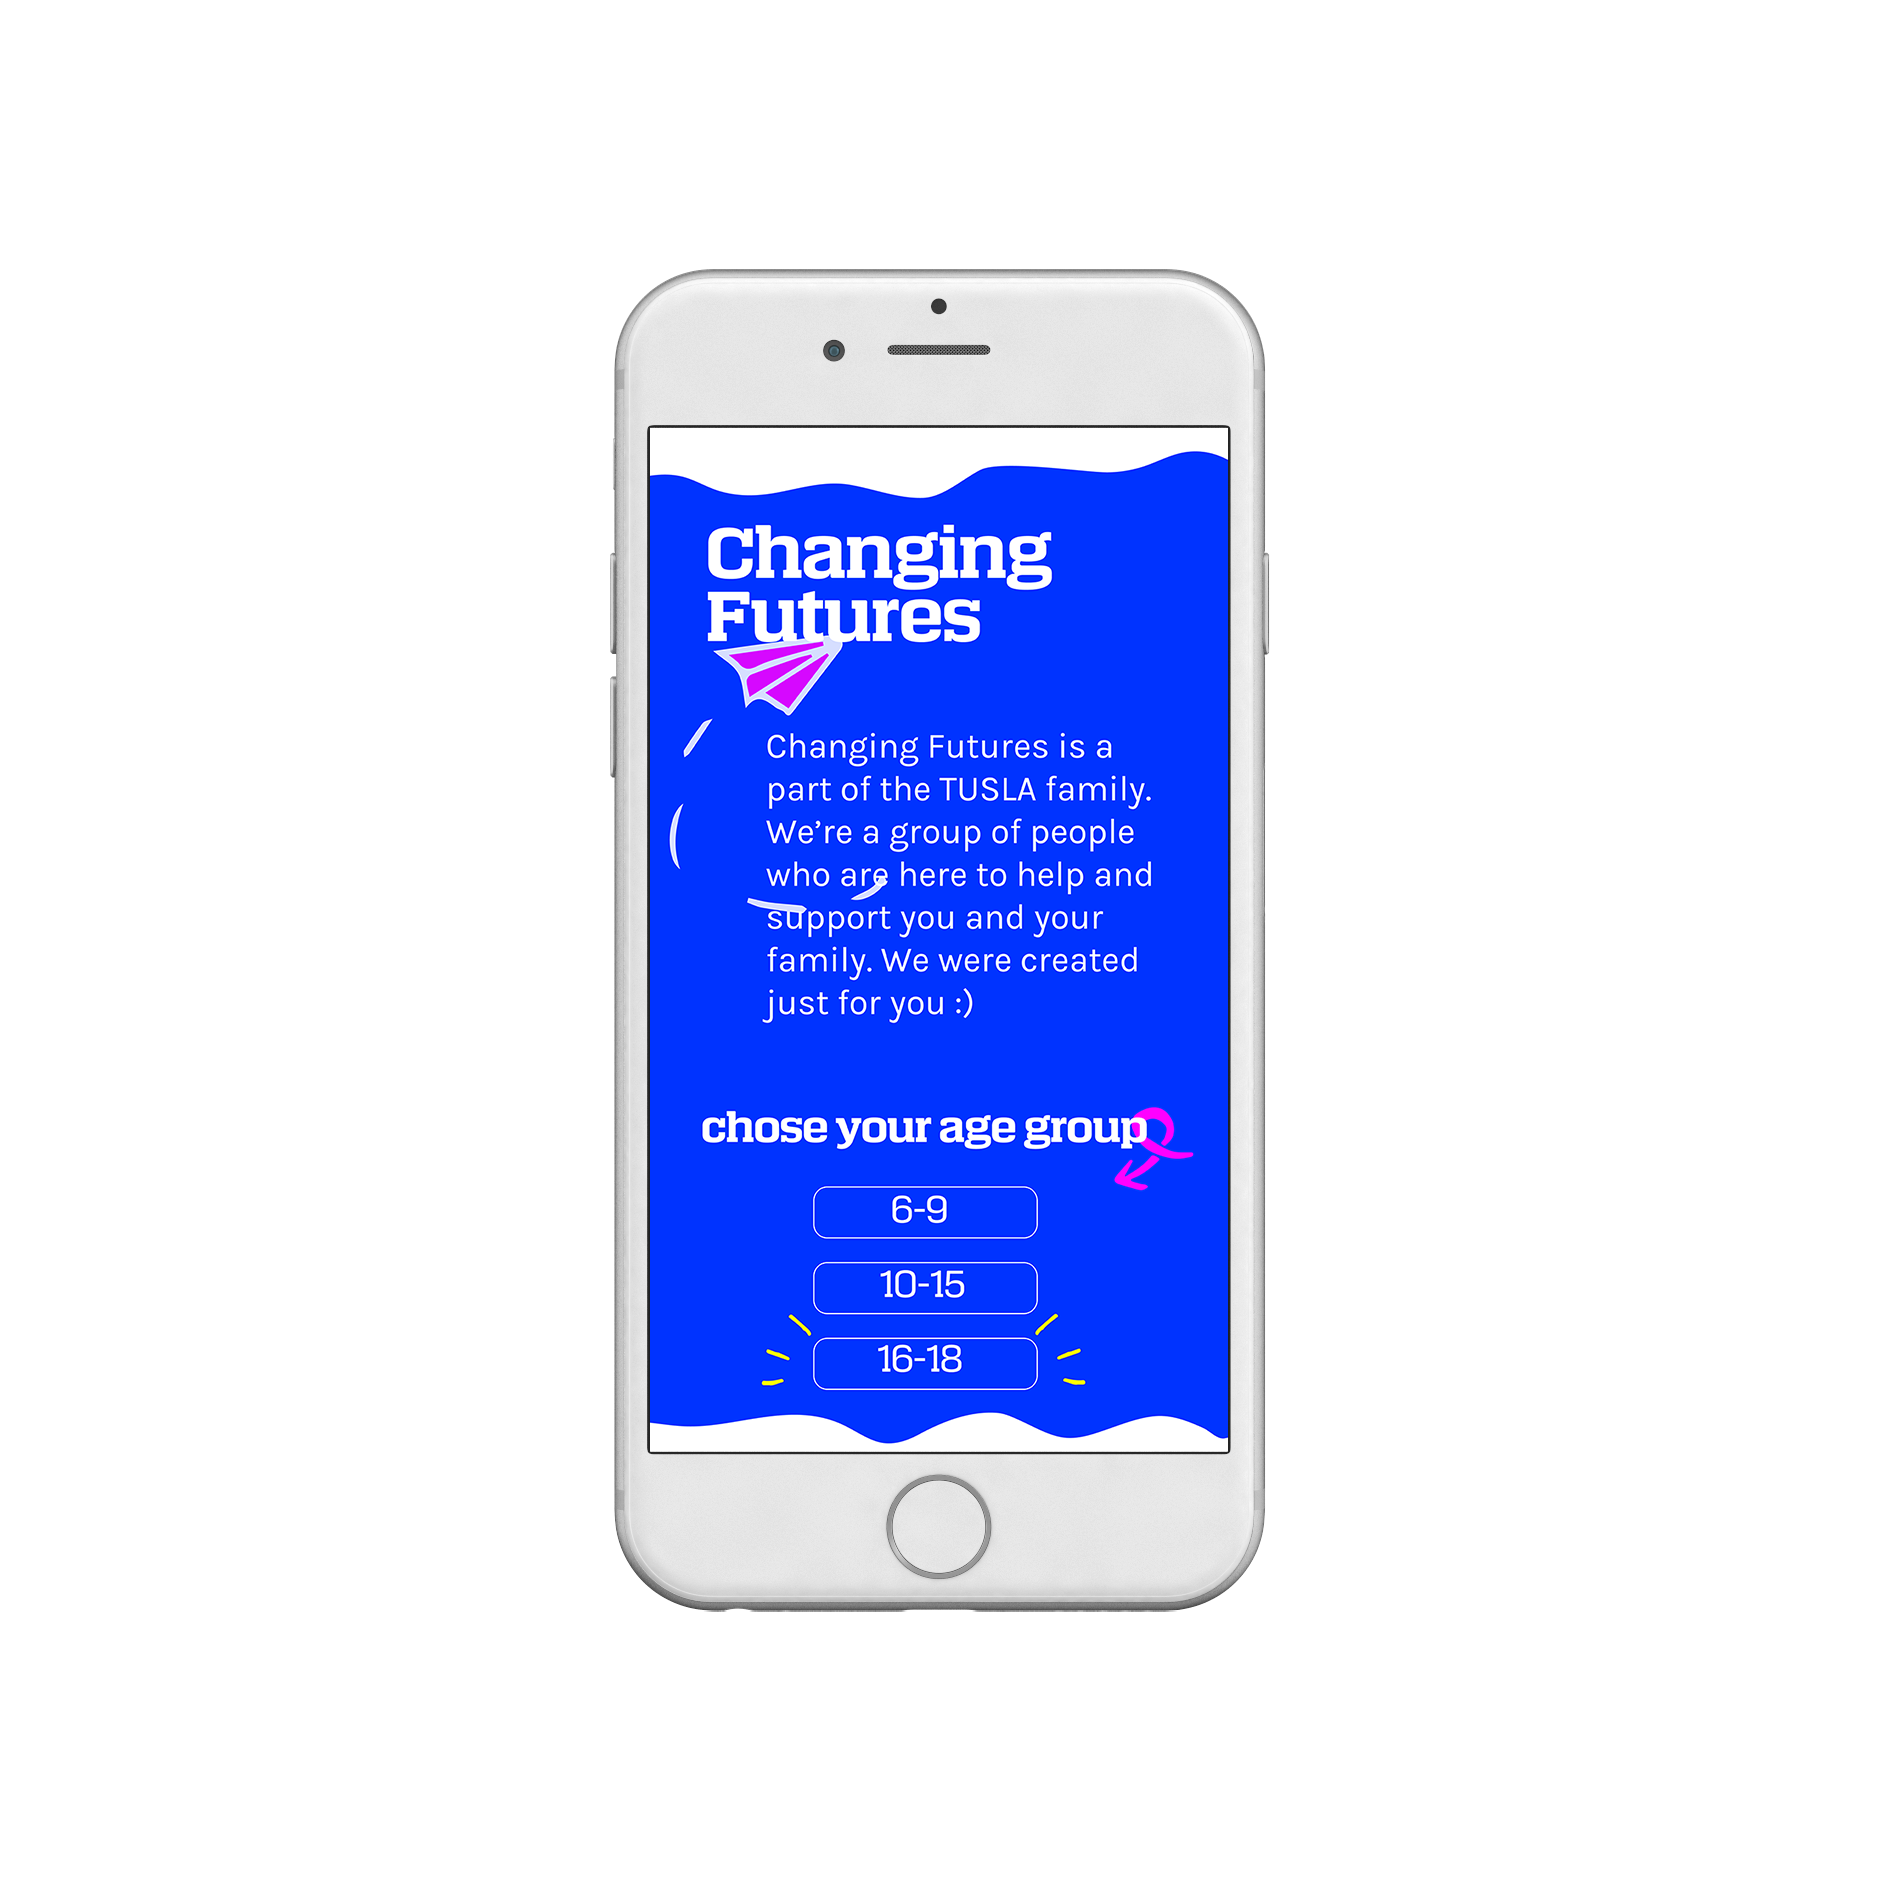 Changing
Futures
Changing Futures is a
part of the TUSLA family.
We’re a group of people
who are here to help and
support you and your
family. We were created
just for you :)
chose your age group
6-9
10-15
16-18